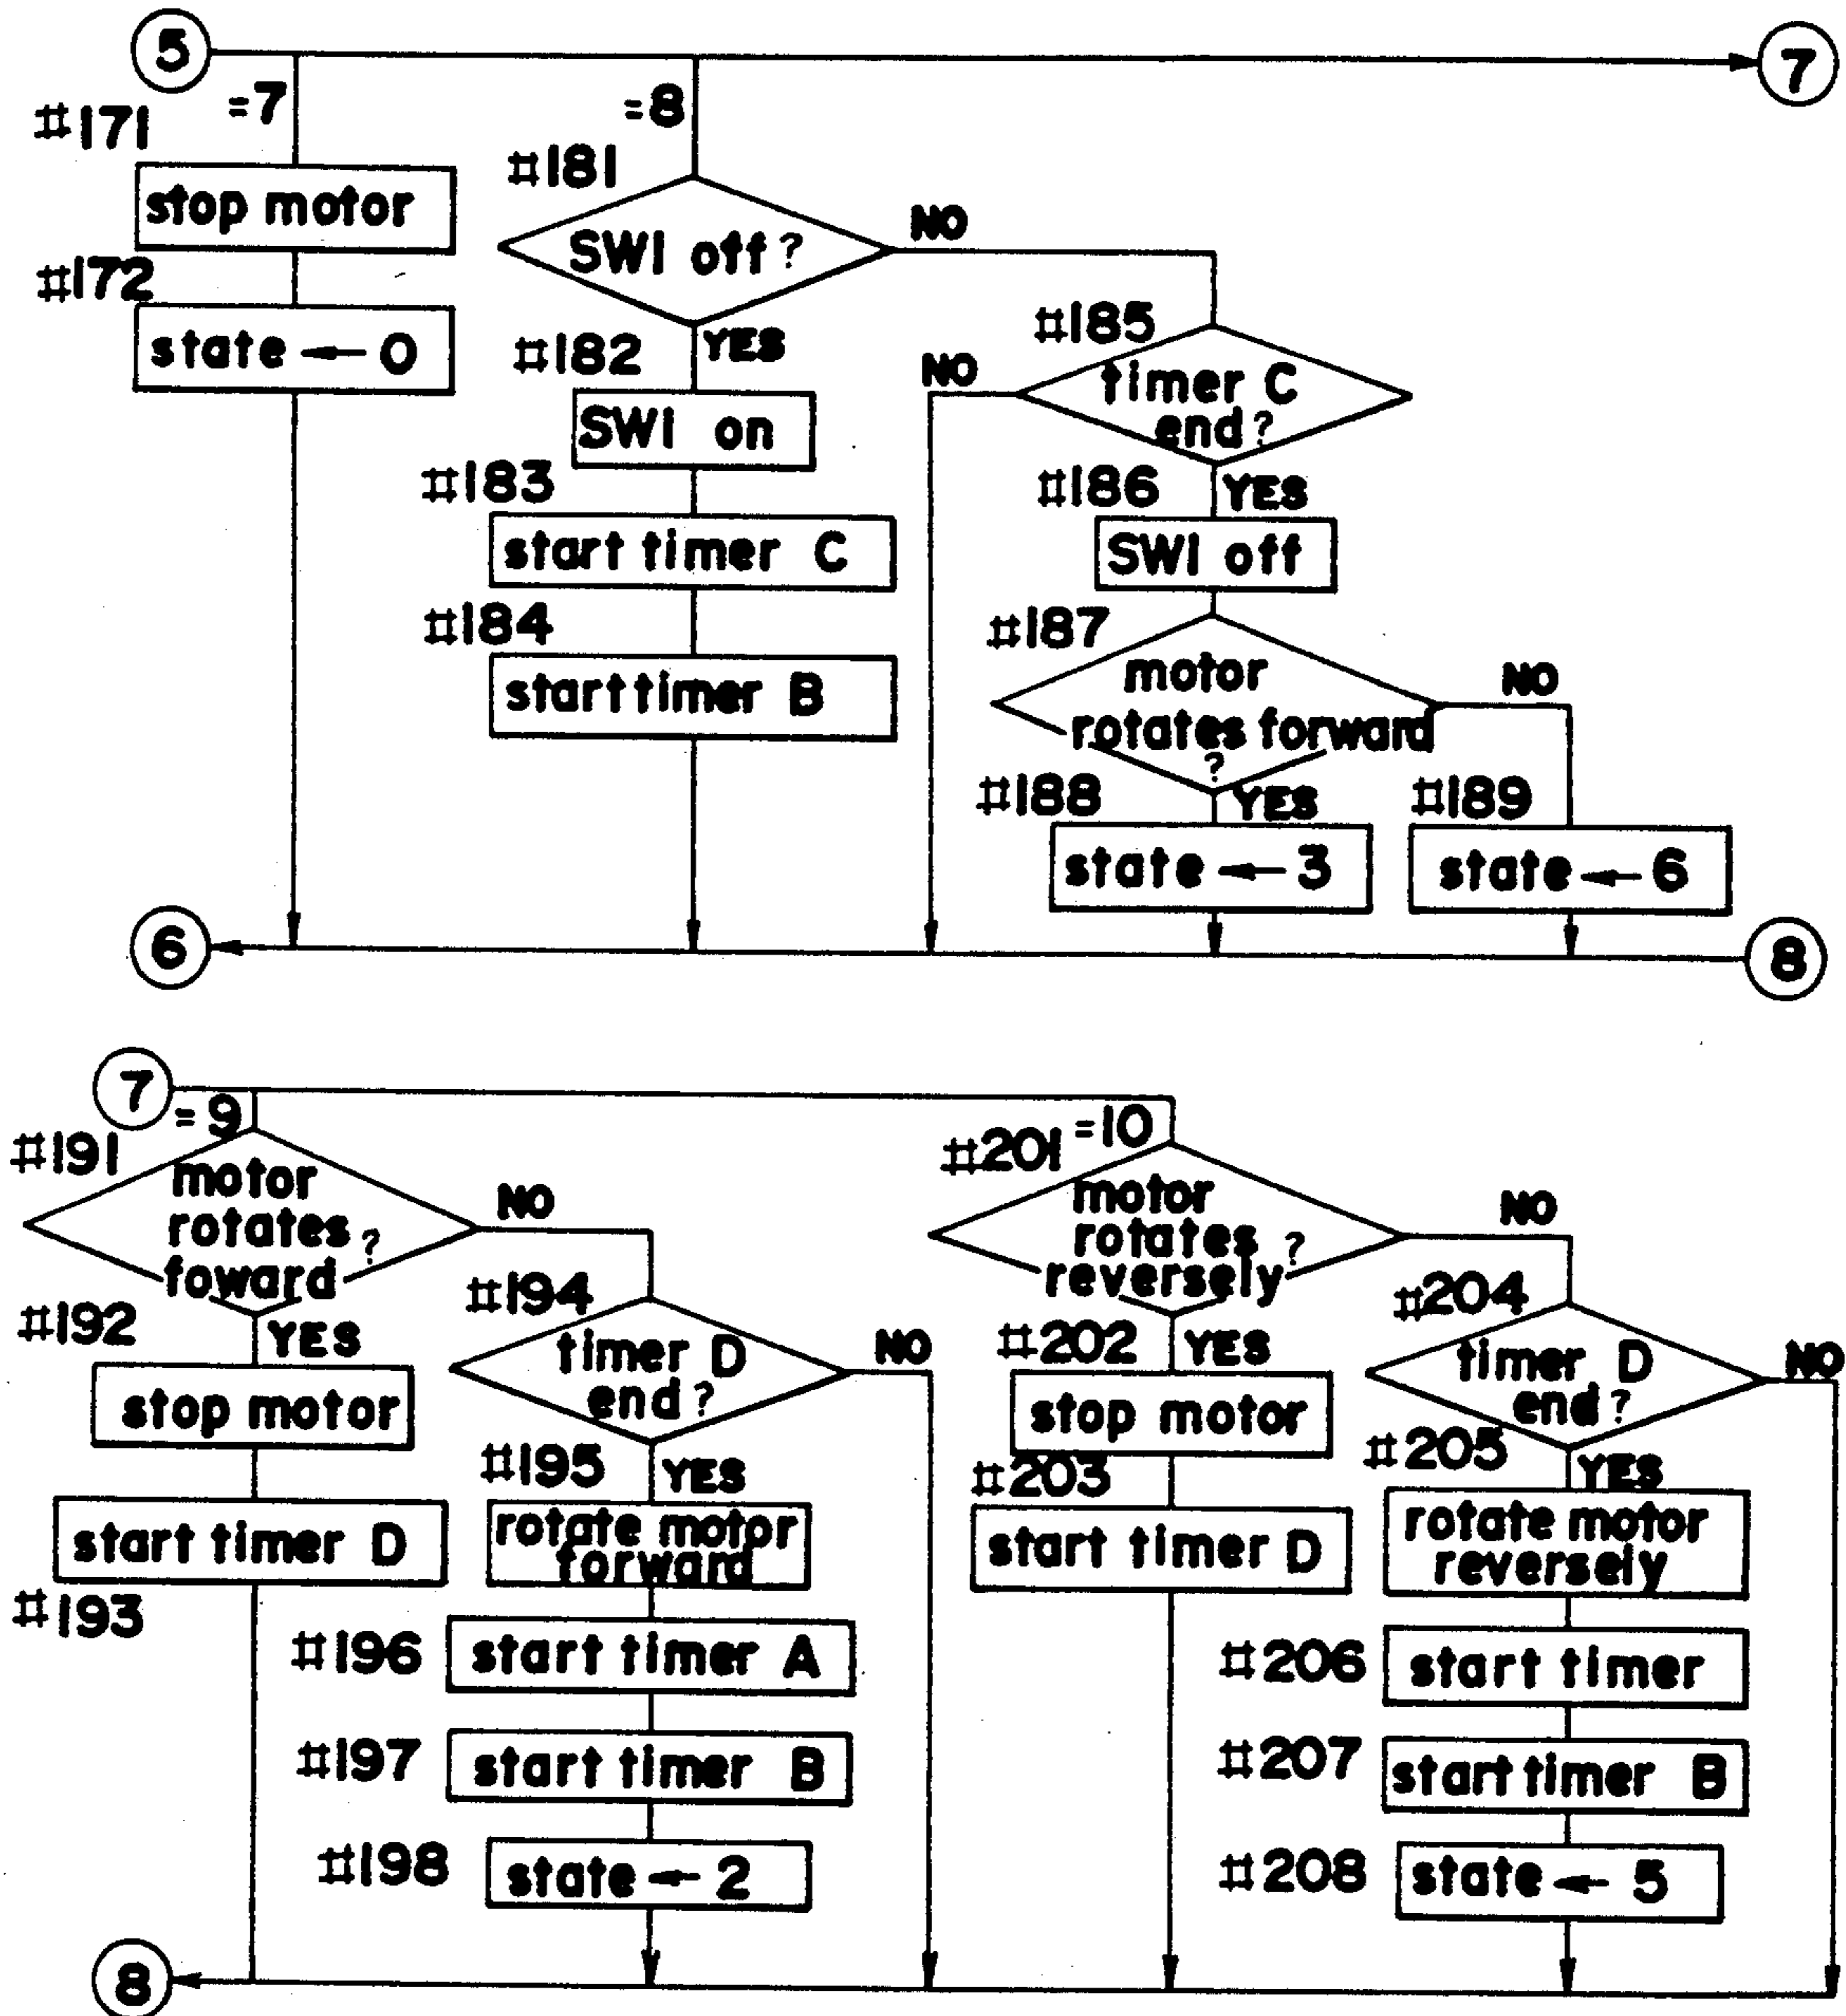 5
7
=7
=8
#171
stop motor
#172
state ← 0
#181
SW1 off?
NO
YES
#182
SW1 on
#183
start timer C
#184
start timer B
#185
timer C
end?
NO
YES
#186
SW1 off
#187
motor
rotates forward
?
NO
YES
#188
state ← 3
#189
state ← 6
6
8
7
=9
=10
#191
motor
rotates
foward
?
NO
YES
#192
stop motor
start timer D
#193
#194
timer D
end?
NO
YES
#195
rotate motor
forward
#196
start timer A
#197
start timer B
#198
state ← 2
#201
motor
rotates
reversely
?
NO
YES
#202
stop motor
#203
start timer D
#204
timer D
end?
NO
YES
#205
rotate motor
reversely
#206
start timer
#207
start timer B
#208
state ← 5
8